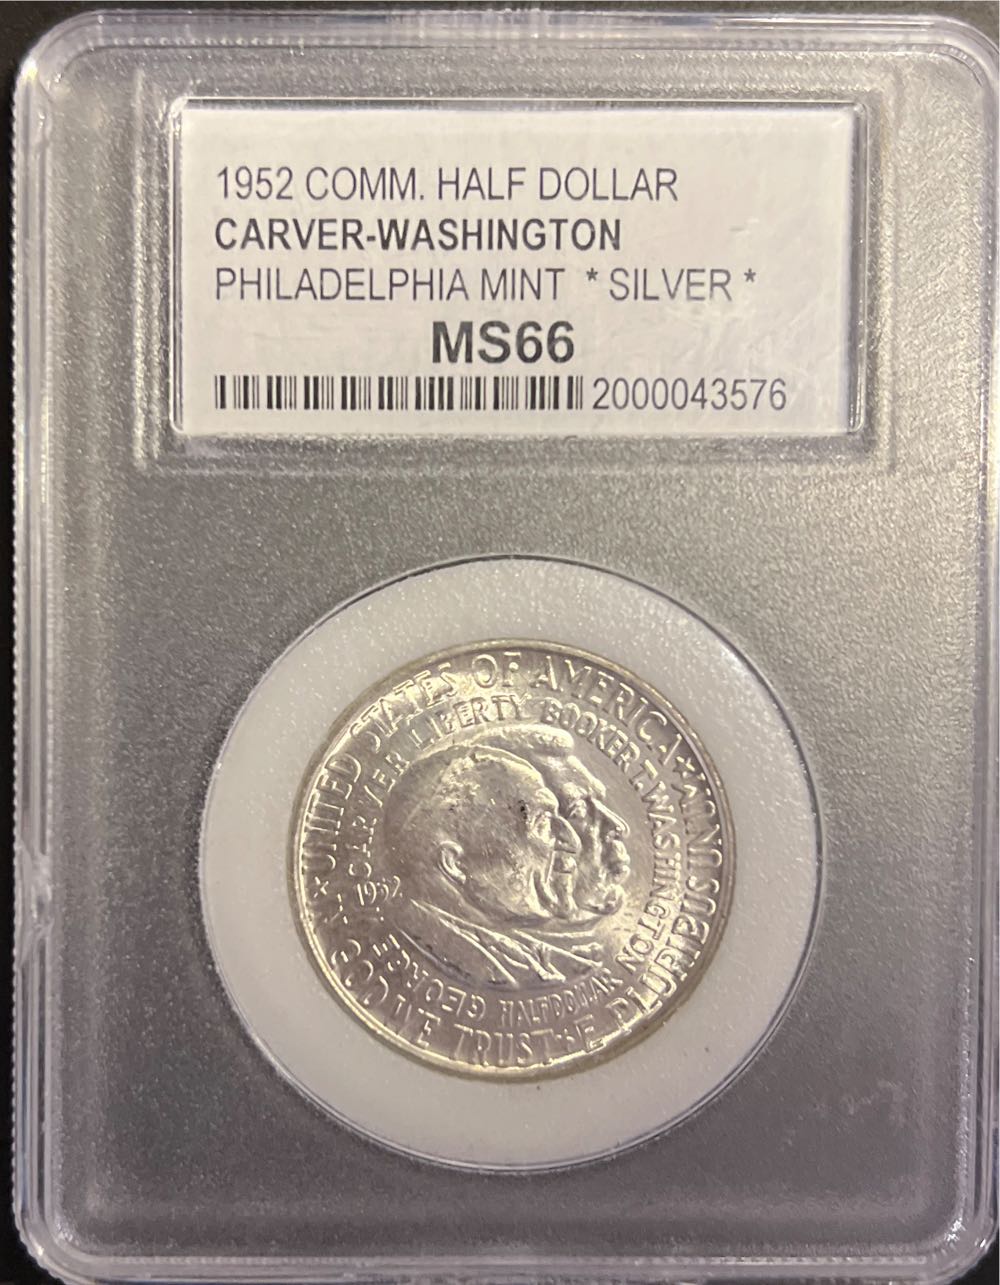 1952 COMM. HALF DOLLAR
CARVER-WASHINGTON
PHILADELPHIA MINT * SILVER *
MS66
2000043576
UNITED STATES OF AMERICA
E PLURIBUS UNUM
IN GOD WE TRUST
LIBERTY
BOOKER T. WASHINGTON
GEORGE W. CARVER
HALF DOLLAR
1952